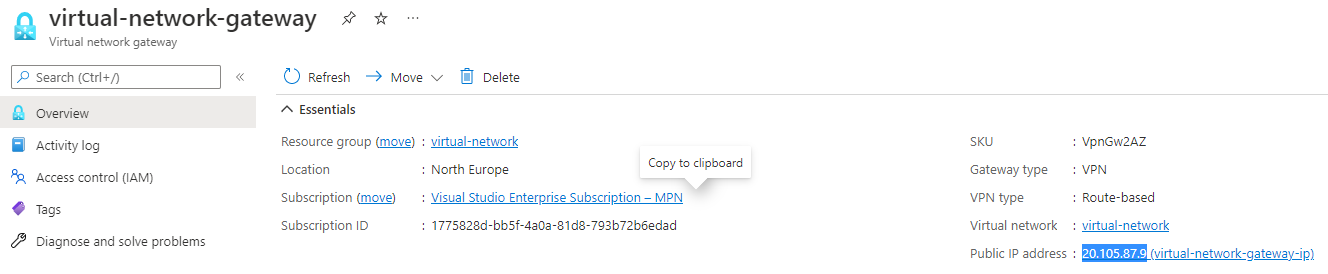 virtual-network-gateway ...
Virtual network gateway
Search (Ctrl+/) «
Overview
Activity log
Access control (IAM)
Tags
Diagnose and solve problems
Refresh Move Delete
Essentials
Resource group (move) : virtual-network
Location : North Europe
Subscription (move) : Visual Studio Enterprise Subscription – MPN
Subscription ID : 1775828d-bb5f-4a0a-81d8-793b72b6edad
Copy to clipboard
SKU : VpnGw2AZ
Gateway type : VPN
VPN type : Route-based
Virtual network : virtual-network
Public IP address : 20.105.87.9 (virtual-network-gateway-ip)